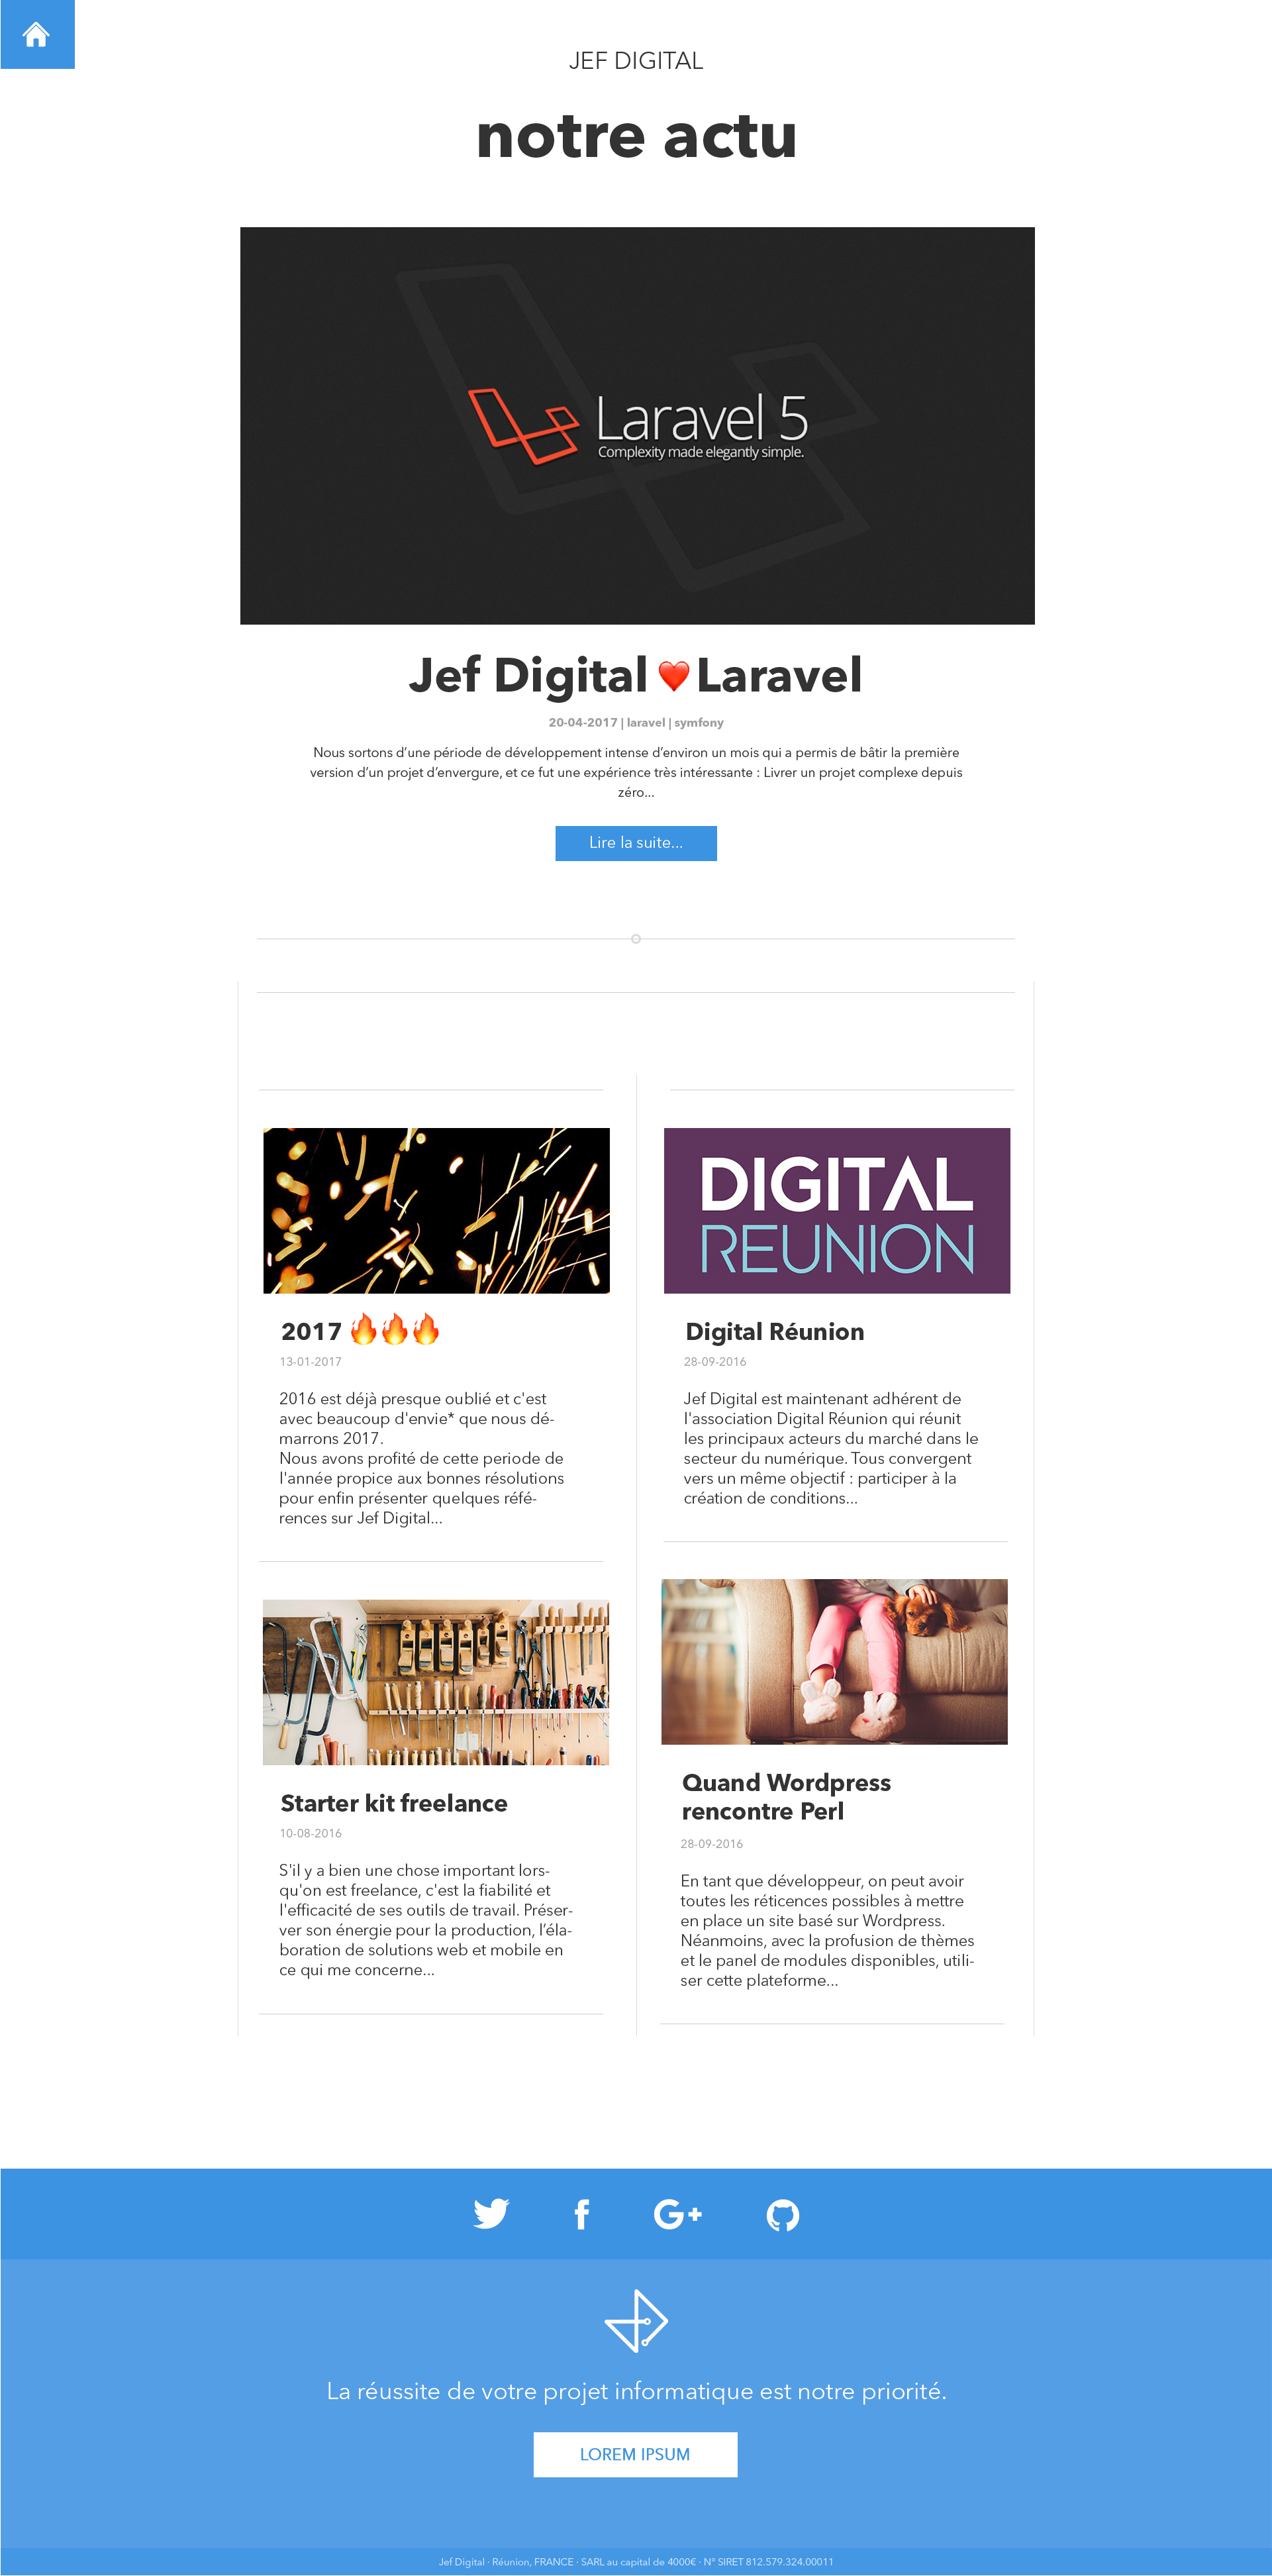 JEF DIGITAL
notre actu
Laravel 5
Complexity made elegantly simple.
Jef Digital ❤️ Laravel
20-04-2017 | laravel | symfony
Nous sortons d’une période de développement intense d’environ un mois qui a permis de bâtir la première
version d’un projet d’envergure, et ce fut une expérience très intéressante : Livrer un projet complexe depuis
zéro...
Lire la suite...
DIGITAL
REUNION
2017 🔥🔥🔥
13-01-2017
2016 est déjà presque oublié et c'est
avec beaucoup d'envie* que nous dé-
marrons 2017.
Nous avons profité de cette periode de
l'année propice aux bonnes résolutions
pour enfin présenter quelques réfé-
rences sur Jef Digital...
Digital Réunion
28-09-2016
Jef Digital est maintenant adhérent de
l'association Digital Réunion qui réunit
les principaux acteurs du marché dans le
secteur du numérique. Tous convergent
vers un même objectif : participer à la
création de conditions...
Starter kit freelance
10-08-2016
S'il y a bien une chose important lors-
qu'on est freelance, c'est la fiabilité et
l'efficacité de ses outils de travail. Préser-
ver son énergie pour la production, l’éla-
boration de solutions web et mobile en
ce qui me concerne...
Quand Wordpress
rencontre Perl
28-09-2016
En tant que développeur, on peut avoir
toutes les réticences possibles à mettre
en place un site basé sur Wordpress.
Néanmoins, avec la profusion de thèmes
et le panel de modules disponibles, utili-
ser cette plateforme...
La réussite de votre projet informatique est notre priorité.
LOREM IPSUM
Jef Digital · Réunion, FRANCE · SARL au capital de 4000€ · N° SIRET 812.579.324.00011